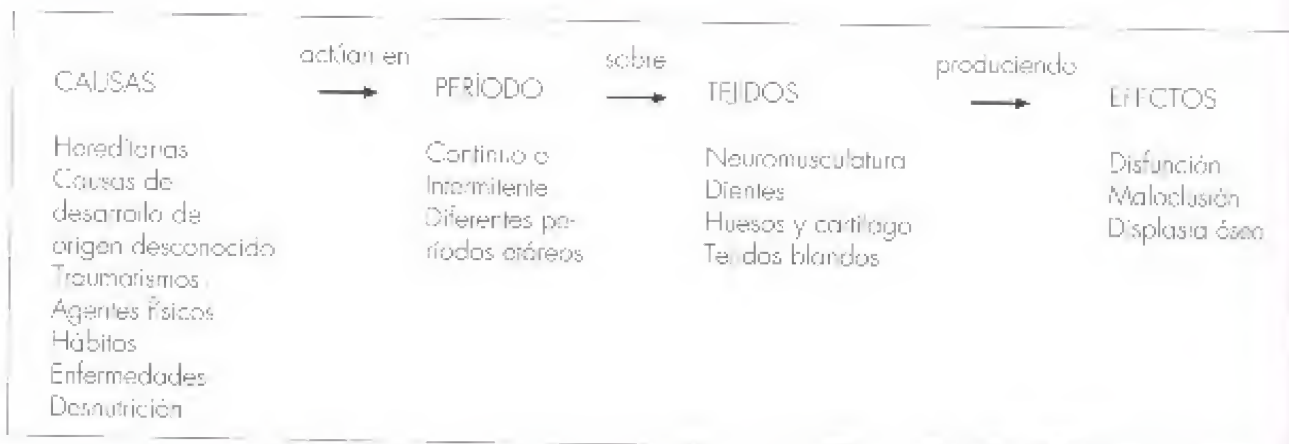 CAUSAS
Hereditarias
Causas de
desarrollo de
origen desconocido
Traumatismos
Agentes físicos
Hábitos
Enfermedades
Desnutrición
actúan en
PERÍODO
Continuo o
Intermitente
Diferentes pe-
ríodos etáreos
sobre
TEJIDOS
Neuromusculatura
Dientes
Huesos y cartílago
Tejidos blandos
produciendo
EFECTOS
Disfunción
Maloclusión
Displasia ósea